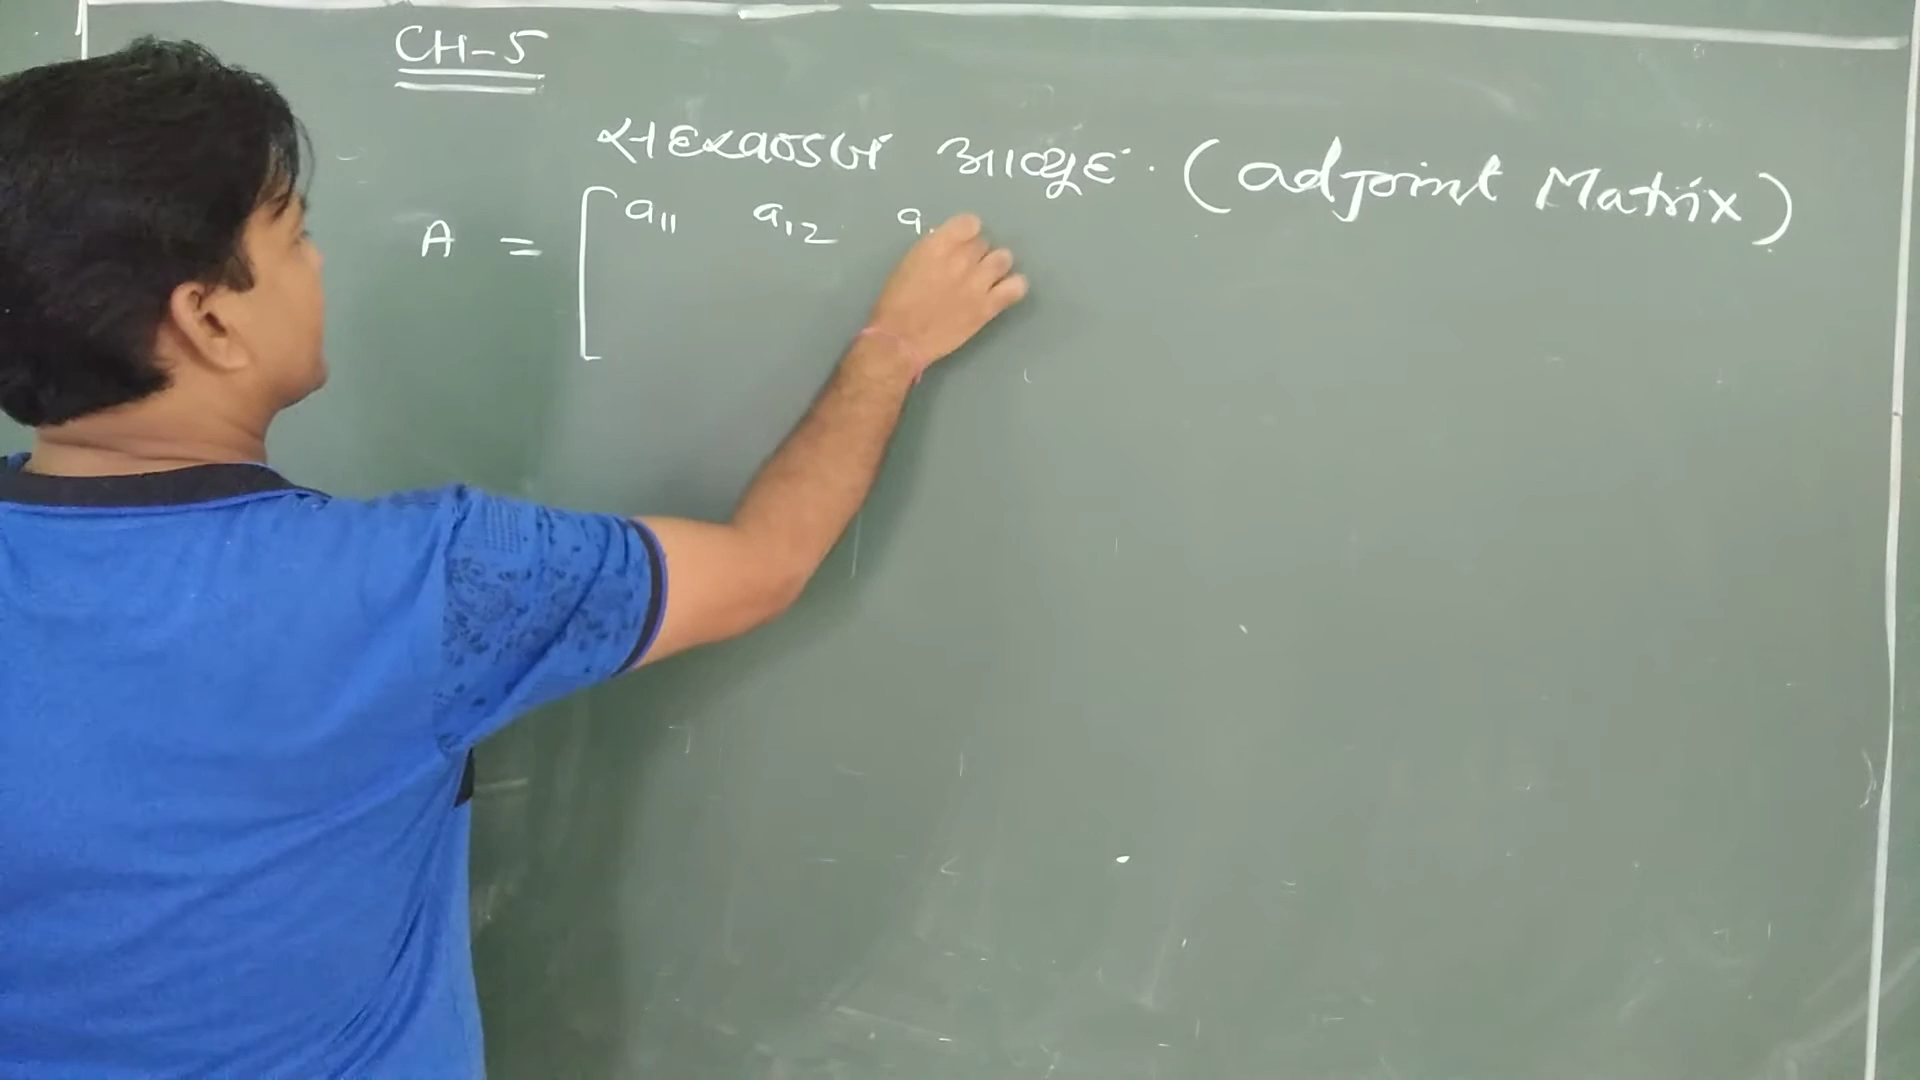 CH-5
સહઅવયવજ શ્રેણિક (adjoint Matrix)
A = [ a₁₁ a₁₂ a